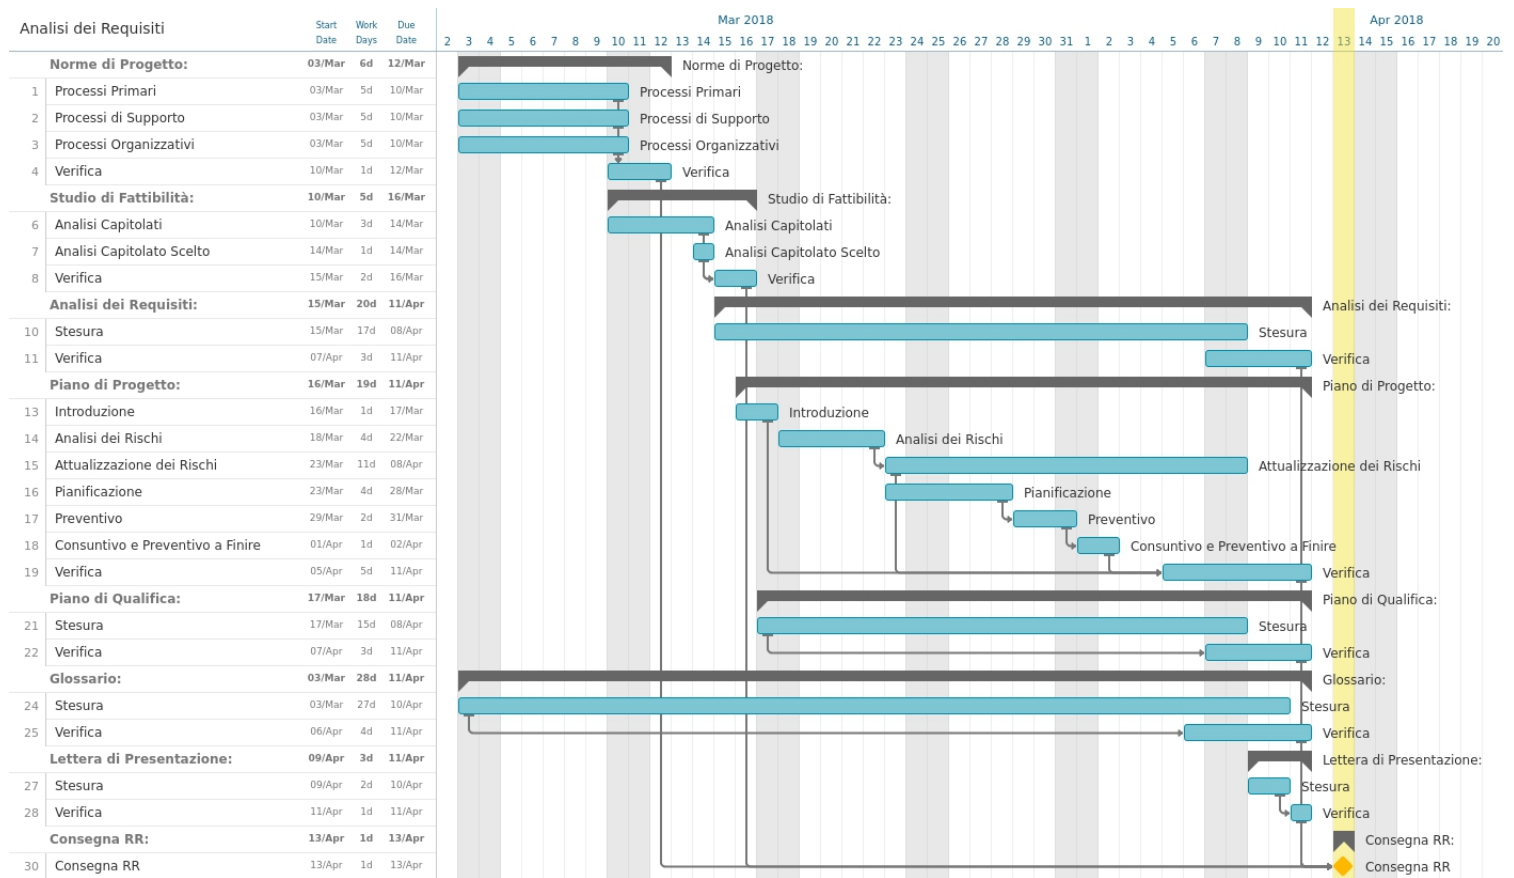 Analisi dei Requisiti
Start Date Work Days Due Date
Mar 2018 Apr 2018
2 3 4 5 6 7 8 9 10 11 12 13 14 15 16 17 18 19 20 21 22 23 24 25 26 27 28 29 30 31 1 2 3 4 5 6 7 8 9 10 11 12 13 14 15 16 17 18 19 20
Norme di Progetto: 03/Mar 6d 12/Mar Norme di Progetto:
1 Processi Primari 03/Mar 5d 10/Mar Processi Primari
2 Processi di Supporto 03/Mar 5d 10/Mar Processi di Supporto
3 Processi Organizzativi 03/Mar 5d 10/Mar Processi Organizzativi
4 Verifica 10/Mar 1d 12/Mar Verifica
Studio di Fattibilità: 10/Mar 5d 16/Mar Studio di Fattibilità:
6 Analisi Capitolati 10/Mar 3d 14/Mar Analisi Capitolati
7 Analisi Capitolato Scelto 14/Mar 1d 14/Mar Analisi Capitolato Scelto
8 Verifica 15/Mar 2d 16/Mar Verifica
Analisi dei Requisiti: 15/Mar 20d 11/Apr Analisi dei Requisiti:
10 Stesura 15/Mar 17d 08/Apr Stesura
11 Verifica 07/Apr 3d 11/Apr Verifica
Piano di Progetto: 16/Mar 19d 11/Apr Piano di Progetto:
13 Introduzione 16/Mar 1d 17/Mar Introduzione
14 Analisi dei Rischi 18/Mar 4d 22/Mar Analisi dei Rischi
15 Attualizzazione dei Rischi 23/Mar 11d 08/Apr Attualizzazione dei Rischi
16 Pianificazione 23/Mar 4d 28/Mar Pianificazione
17 Preventivo 29/Mar 2d 31/Mar Preventivo
18 Consuntivo e Preventivo a Finire 01/Apr 1d 02/Apr Consuntivo e Preventivo a Finire
19 Verifica 05/Apr 5d 11/Apr Verifica
Piano di Qualifica: 17/Mar 18d 11/Apr Piano di Qualifica:
21 Stesura 17/Mar 15d 08/Apr Stesura
22 Verifica 07/Apr 3d 11/Apr Verifica
Glossario: 03/Mar 28d 11/Apr Glossario:
24 Stesura 03/Mar 27d 10/Apr Stesura
25 Verifica 06/Apr 4d 11/Apr Verifica
Lettera di Presentazione: 09/Apr 3d 11/Apr Lettera di Presentazione:
27 Stesura 09/Apr 2d 10/Apr Stesura
28 Verifica 11/Apr 1d 11/Apr Verifica
Consegna RR: 13/Apr 1d 13/Apr Consegna RR:
30 Consegna RR 13/Apr 1d 13/Apr Consegna RR